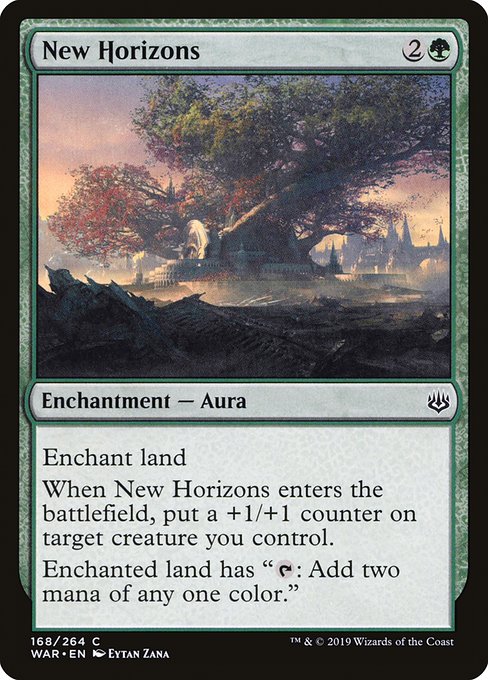 New Horizons 2
Enchantment — Aura
Enchant land
When New Horizons enters the
battlefield, put a +1/+1 counter on
target creature you control.
Enchanted land has “: Add two
mana of any one color.”
168/264 C
WAR • EN Eytan Zana
™ & © 2019 Wizards of the Coast